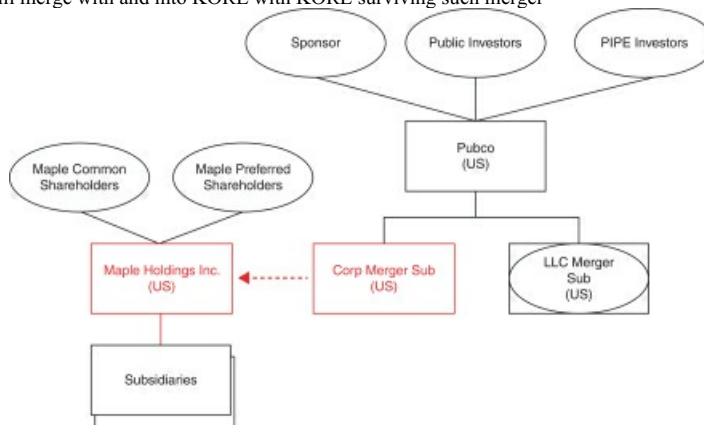 merge with and into KORE with KORE surviving such merger
Sponsor
Public Investors
PIPE Investors
Pubco
(US)
Maple Common
Shareholders
Maple Preferred
Shareholders
Maple Holdings Inc.
(US)
Corp Merger Sub
(US)
LLC Merger
Sub
(US)
Subsidiaries